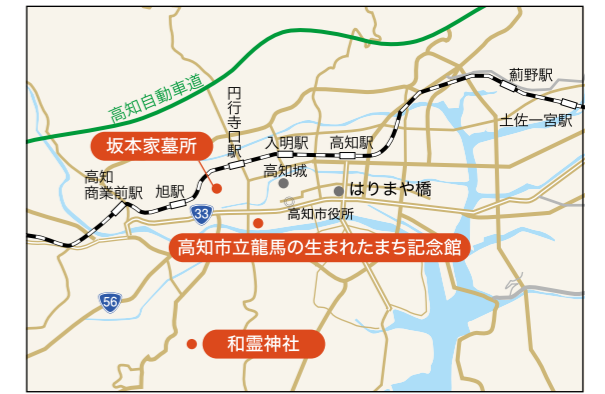 薊野駅
高知自動車道
円行寺口駅
土佐一宮駅
坂本家墓所
入明駅
高知駅
高知城
高知
商業前駅
旭駅
はりまや橋
33
高知市役所
高知市立龍馬の生まれたまち記念館
56
和霊神社